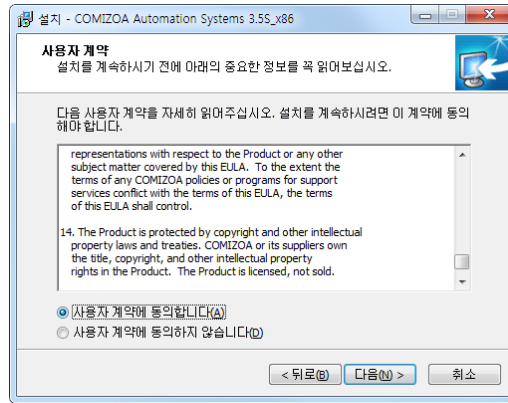 설치 - COMIZOA Automation Systems 3.5S_x86
사용자 계약
설치를 계속하시기 전에 아래의 중요한 정보를 꼭 읽어보십시오.
다음 사용자 계약을 자세히 읽어주십시오. 설치를 계속하시려면 이 계약에 동의
해야 합니다.
representations with respect to the Product or any other
subject matter covered by this EULA.  To the extent the
terms of any COMIZOA policies or programs for support
services conflict with the terms of this EULA, the terms
of this EULA shall control.
14. The Product is protected by copyright and other intellectual
property laws and treaties. COMIZOA or its suppliers own
the title, copyright, and other intellectual property
rights in the Product.  The Product is licensed, not sold.
사용자 계약에 동의합니다(A)
사용자 계약에 동의하지 않습니다(D)
< 뒤로(B) 다음(N) > 취소